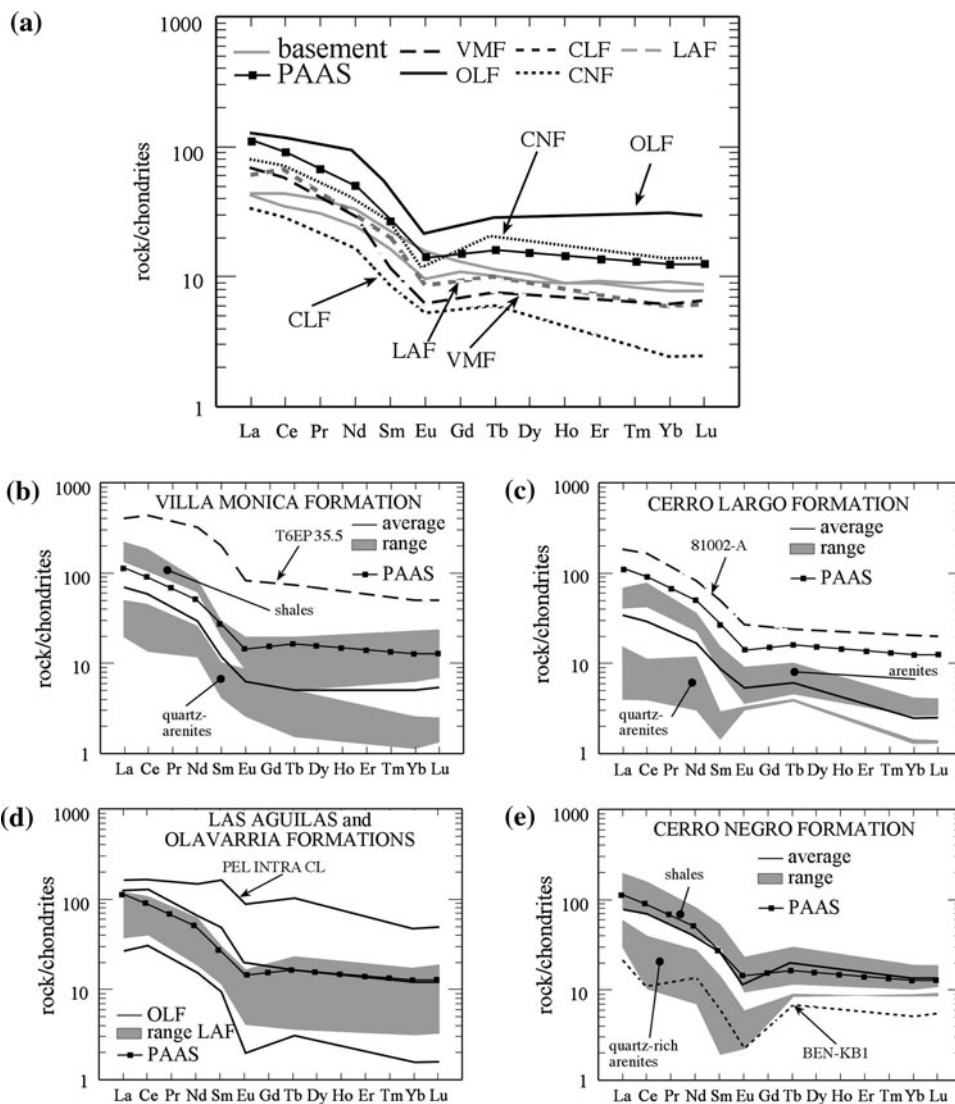 (a)
1000
100
10
1
rock/chondrites
basement
VMF
CLF
LAF
PAAS
OLF
CNF
CNF
OLF
CLF
LAF
VMF
La Ce Pr Nd Sm Eu Gd Tb Dy Ho Er Tm Yb Lu
(b)
1000
100
10
1
rock/chondrites
VILLA MONICA FORMATION
average
range
PAAS
T6EP 35.5
shales
quartz-
arenites
La Ce Pr Nd Sm Eu Gd Tb Dy Ho Er Tm Yb Lu
(c)
1000
100
10
1
rock/chondrites
CERRO LARGO FORMATION
average
range
PAAS
81002-A
arenites
quartz-
arenites
La Ce Pr Nd Sm Eu Gd Tb Dy Ho Er Tm Yb Lu
(d)
1000
100
10
1
rock/chondrites
LAS AGUILAS and
OLAVARRIA FORMATIONS
PEL INTRA CL
OLF
range LAF
PAAS
La Ce Pr Nd Sm Eu Gd Tb Dy Ho Er Tm Yb Lu
(e)
1000
100
10
1
rock/chondrites
CERRO NEGRO FORMATION
average
range
PAAS
shales
quartz-rich
arenites
BEN-KB1
La Ce Pr Nd Sm Eu Gd Tb Dy Ho Er Tm Yb Lu